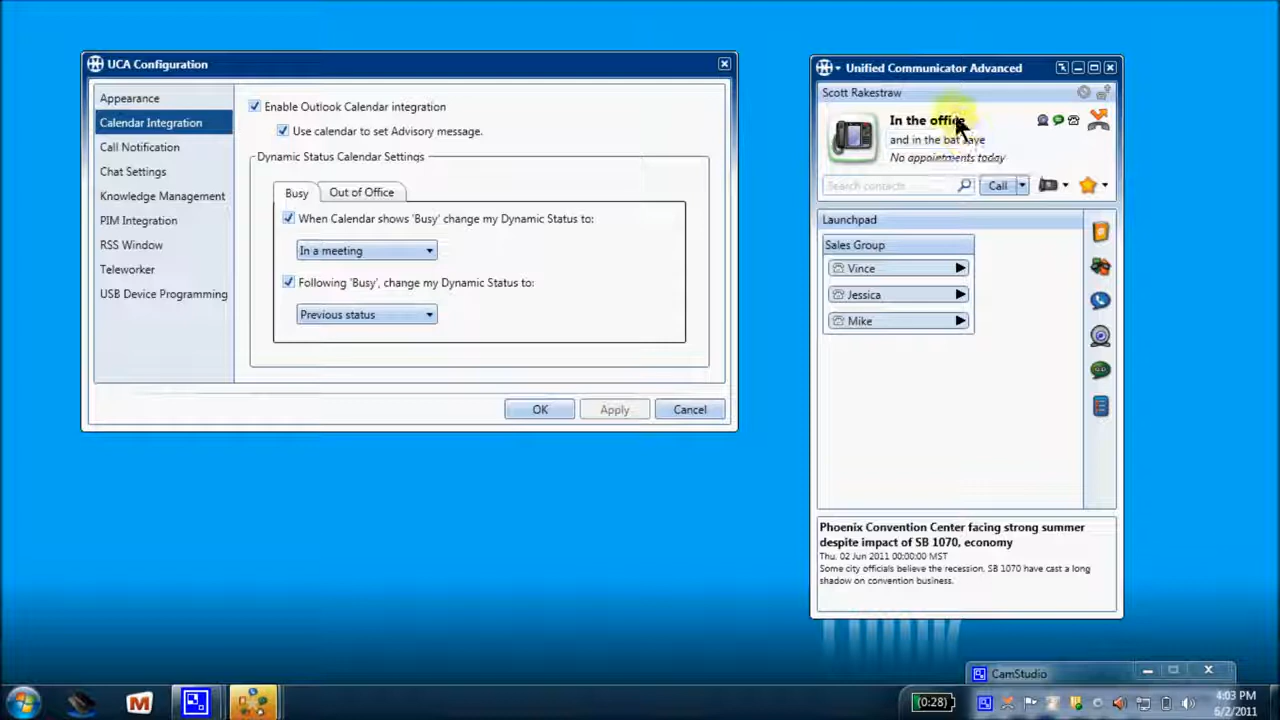 UCA Configuration
Appearance
Calendar Integration
Call Notification
Chat Settings
Knowledge Management
PIM Integration
RSS Window
Teleworker
USB Device Programming
Enable Outlook Calendar integration
Use calendar to set Advisory message.
Dynamic Status Calendar Settings
Busy
Out of Office
When Calendar shows 'Busy' change my Dynamic Status to:
In a meeting
Following 'Busy', change my Dynamic Status to:
Previous status
OK
Apply
Cancel
Unified Communicator Advanced
Scott Rakestraw
In the office
and in the bat
No appointments today
Search contacts
Call
Launchpad
Sales Group
Vince
Jessica
Mike
Phoenix Convention Center facing strong summer
despite impact of SB 1070, economy
Thu, 02 Jun 2011 00:00:00 MST
Some city officials believe the recession, SB 1070 have cast a long
shadow on convention business.
CamStudio
(0:28)
4:03 PM
6/2/2011